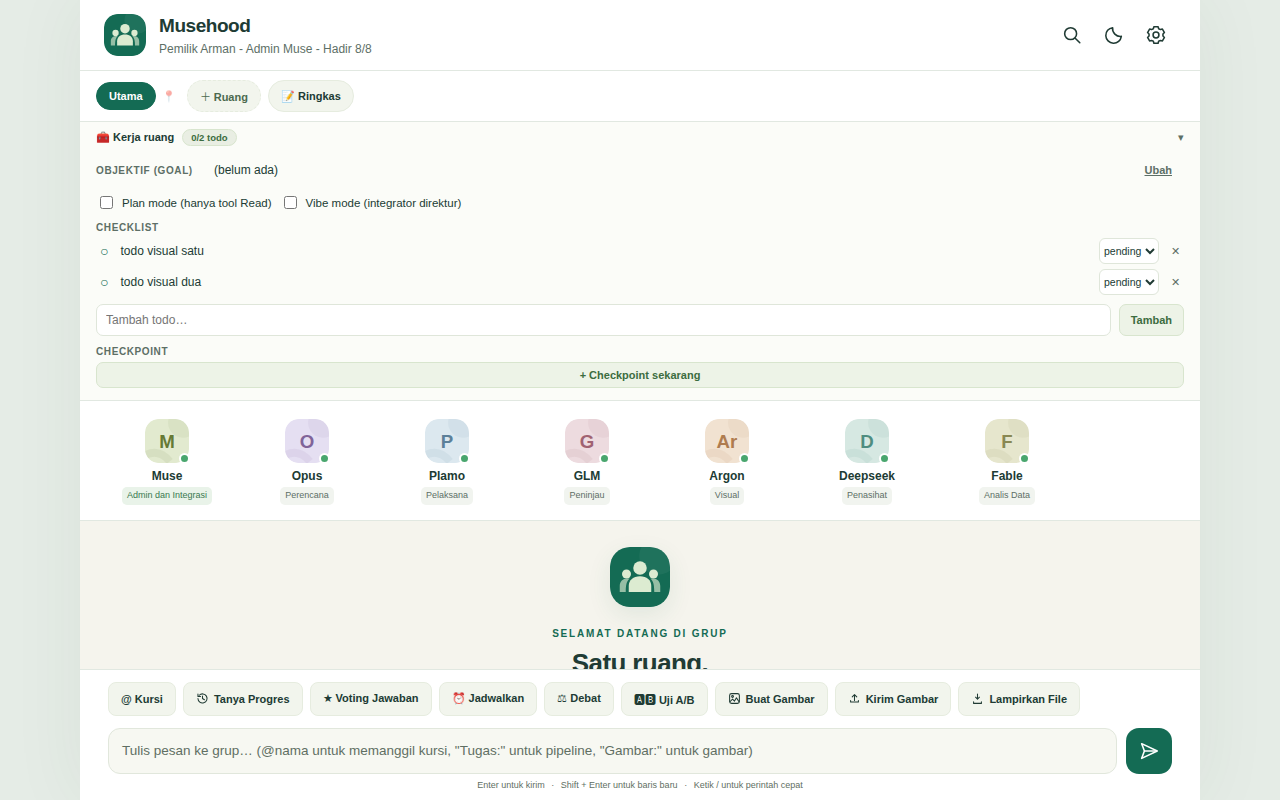 Musehood
Pemilik Arman - Admin Muse - Hadir 8/8
Utama 📍 + Ruang 📝 Ringkas
🧰 Kerja ruang 0/2 todo ▾
OBJEKTIF (GOAL) (belum ada) Ubah
Plan mode (hanya tool Read) Vibe mode (integrator direktur)
CHECKLIST
○ todo visual satu pending ×
○ todo visual dua pending ×
Tambah todo… Tambah
CHECKPOINT
+ Checkpoint sekarang
M O P G Ar D F
Muse Opus Plamo GLM Argon Deepseek Fable
Admin dan Integrasi Perencana Pelaksana Peninjau Visual Penasihat Analis Data
SELAMAT DATANG DI GRUP
Satu ruang,
@ Kursi Tanya Progres ★ Voting Jawaban ⏰ Jadwalkan ⚖ Debat 🅰🅱 Uji A/B Buat Gambar Kirim Gambar Lampirkan File
Tulis pesan ke grup… (@nama untuk memanggil kursi, "Tugas:" untuk pipeline, "Gambar:" untuk gambar)
Enter untuk kirim · Shift + Enter untuk baris baru · Ketik / untuk perintah cepat